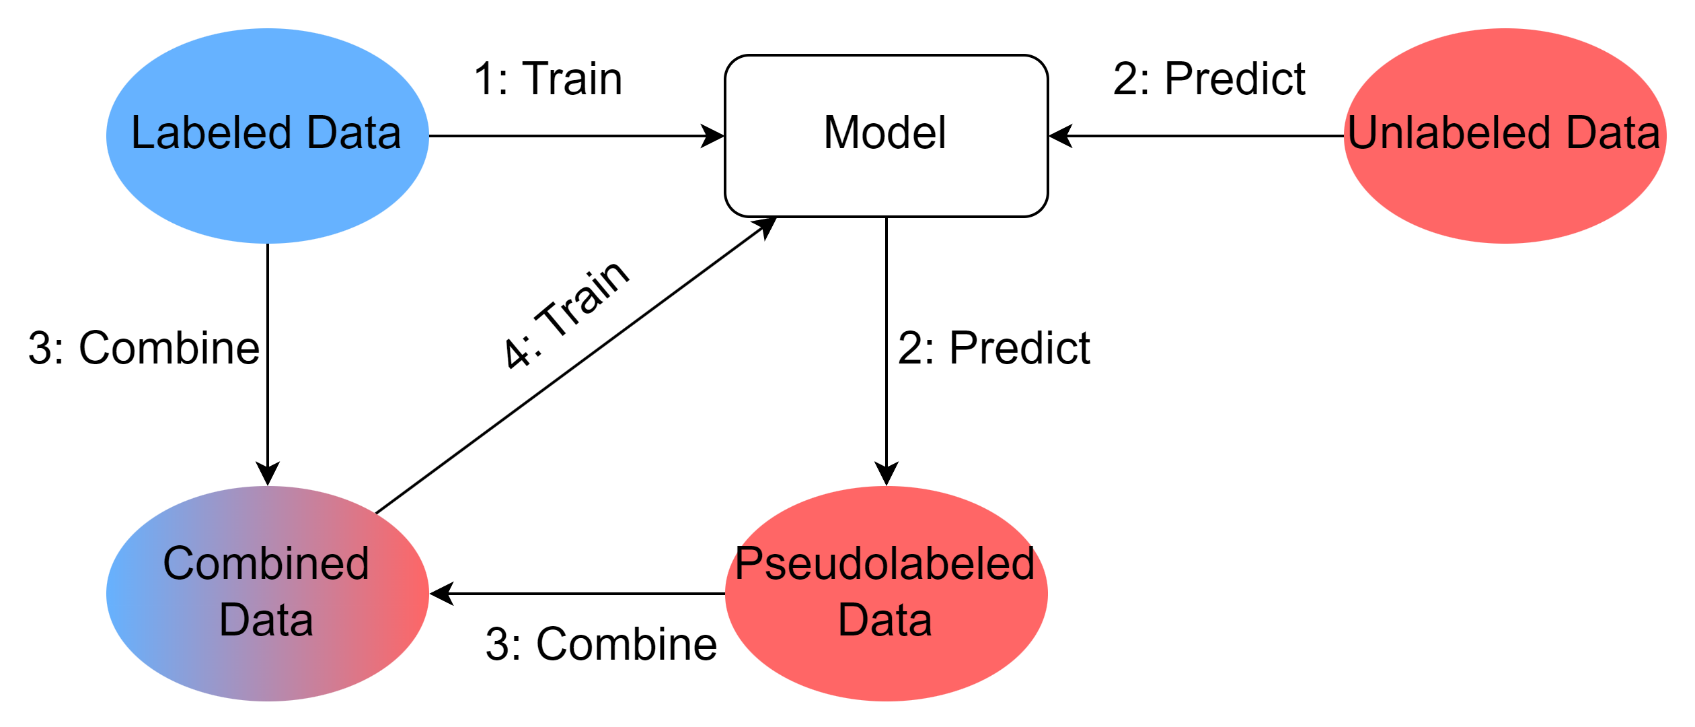 1: Train
2: Predict
Labeled Data
Model
Unlabeled Data
4: Train
3: Combine
2: Predict
Combined
Data
Pseudolabeled
Data
3: Combine